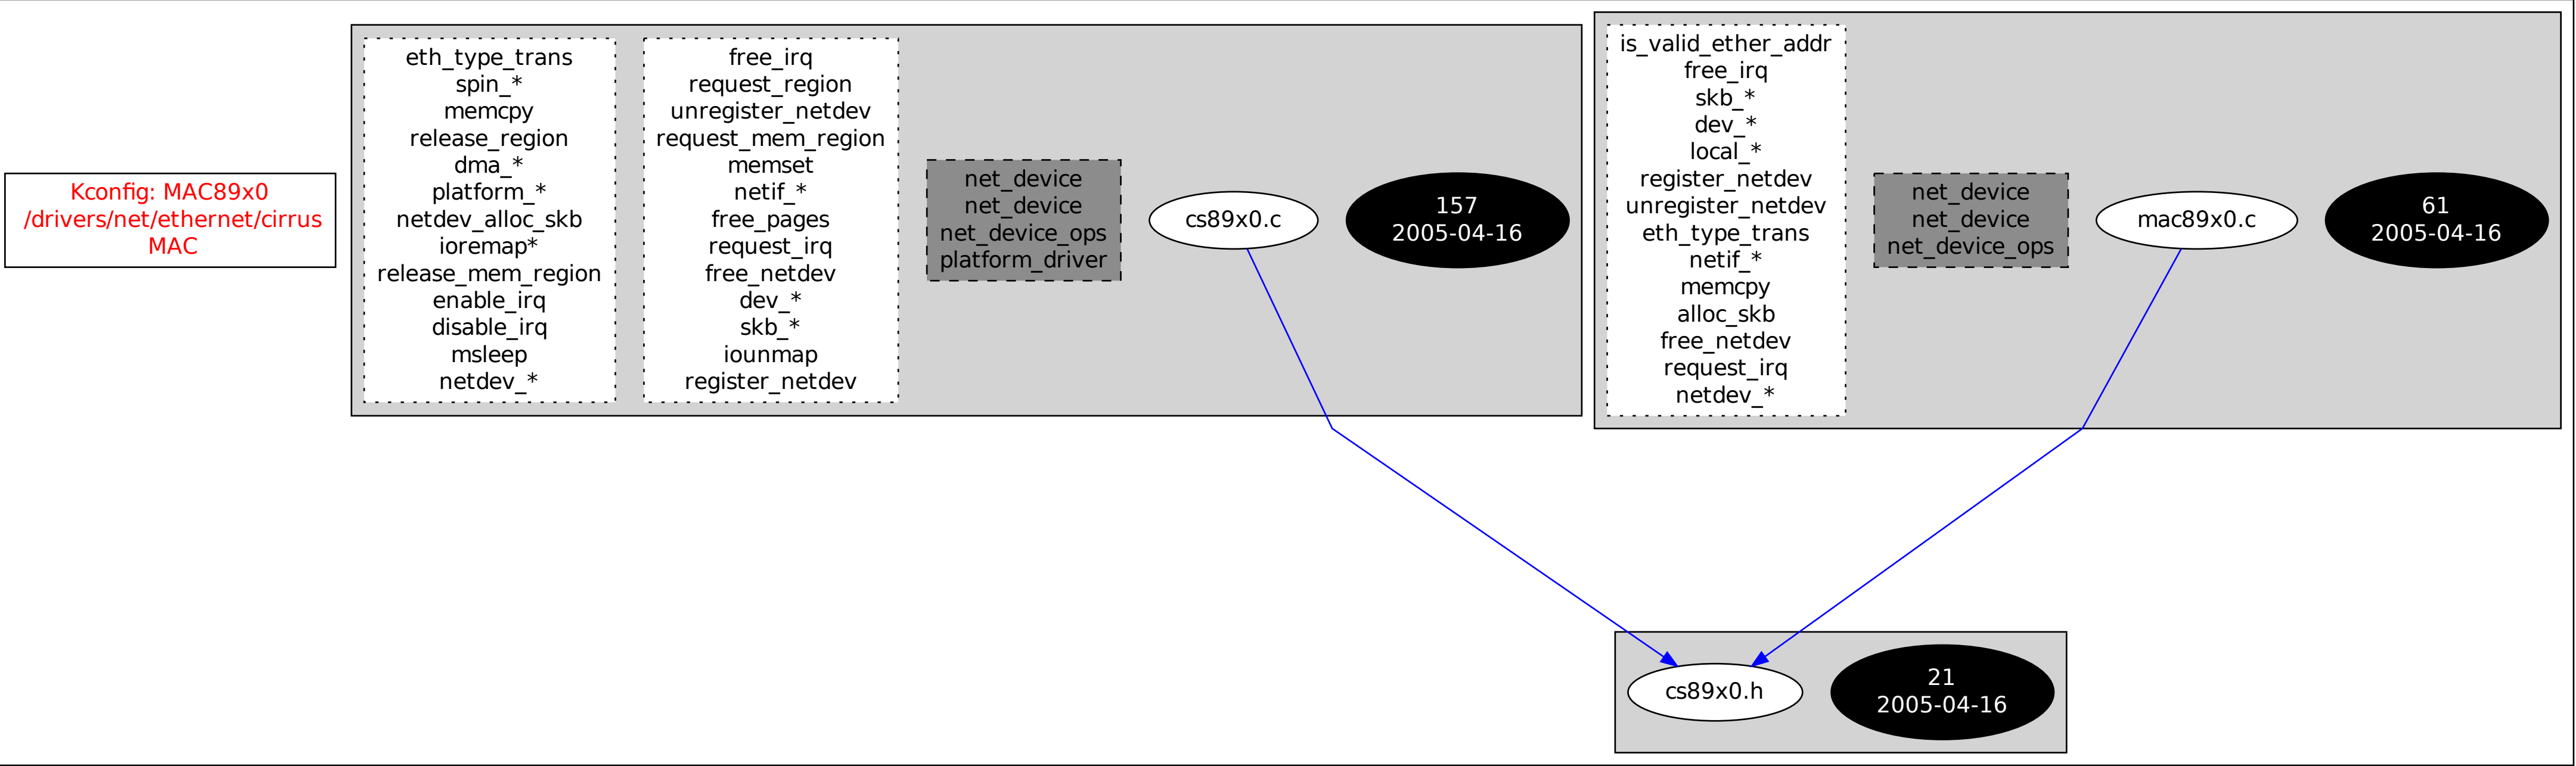 Kconfig: MAC89x0
/drivers/net/ethernet/cirrus
MAC
eth_type_trans
spin_*
memcpy
release_region
dma_*
platform_*
netdev_alloc_skb
ioremap*
release_mem_region
enable_irq
disable_irq
msleep
netdev_*
free_irq
request_region
unregister_netdev
request_mem_region
memset
netif_*
free_pages
request_irq
free_netdev
dev_*
skb_*
iounmap
register_netdev
net_device
net_device
net_device_ops
platform_driver
cs89x0.c
157
2005-04-16
is_valid_ether_addr
free_irq
skb_*
dev_*
local_*
register_netdev
unregister_netdev
eth_type_trans
netif_*
memcpy
alloc_skb
free_netdev
request_irq
netdev_*
net_device
net_device
net_device_ops
mac89x0.c
61
2005-04-16
cs89x0.h
21
2005-04-16